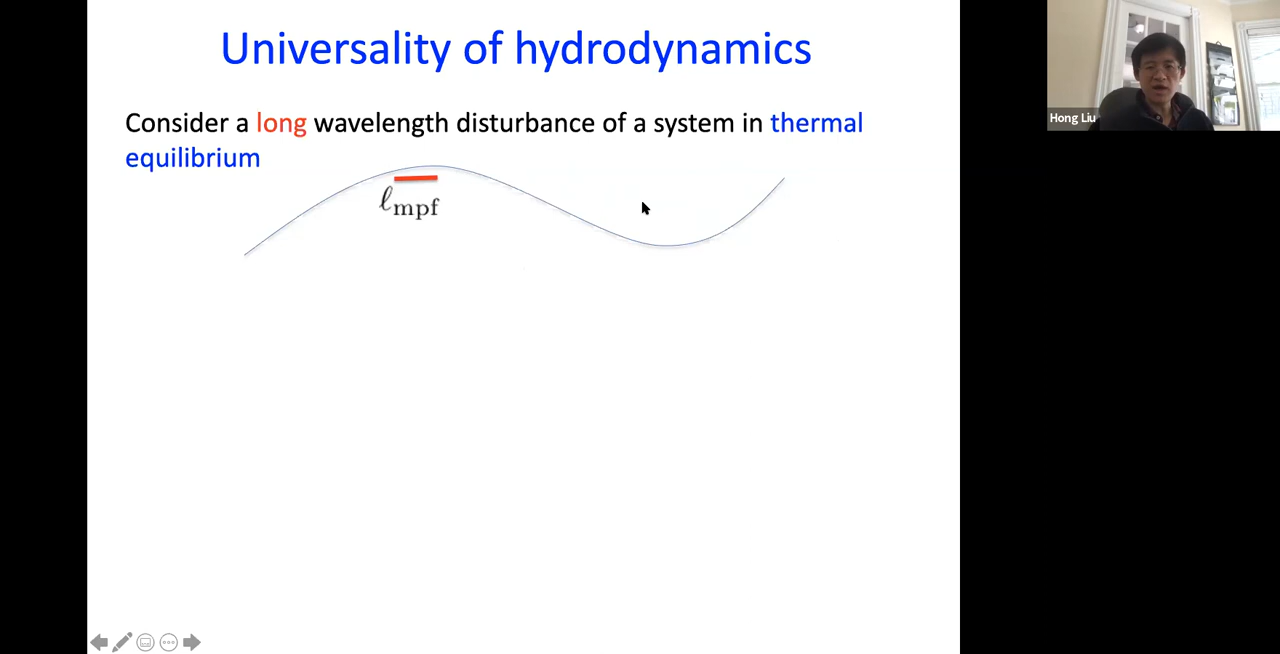 Universality of hydrodynamics
Consider a long wavelength disturbance of a system in thermal
equilibrium
ℓmpf
Hong Liu